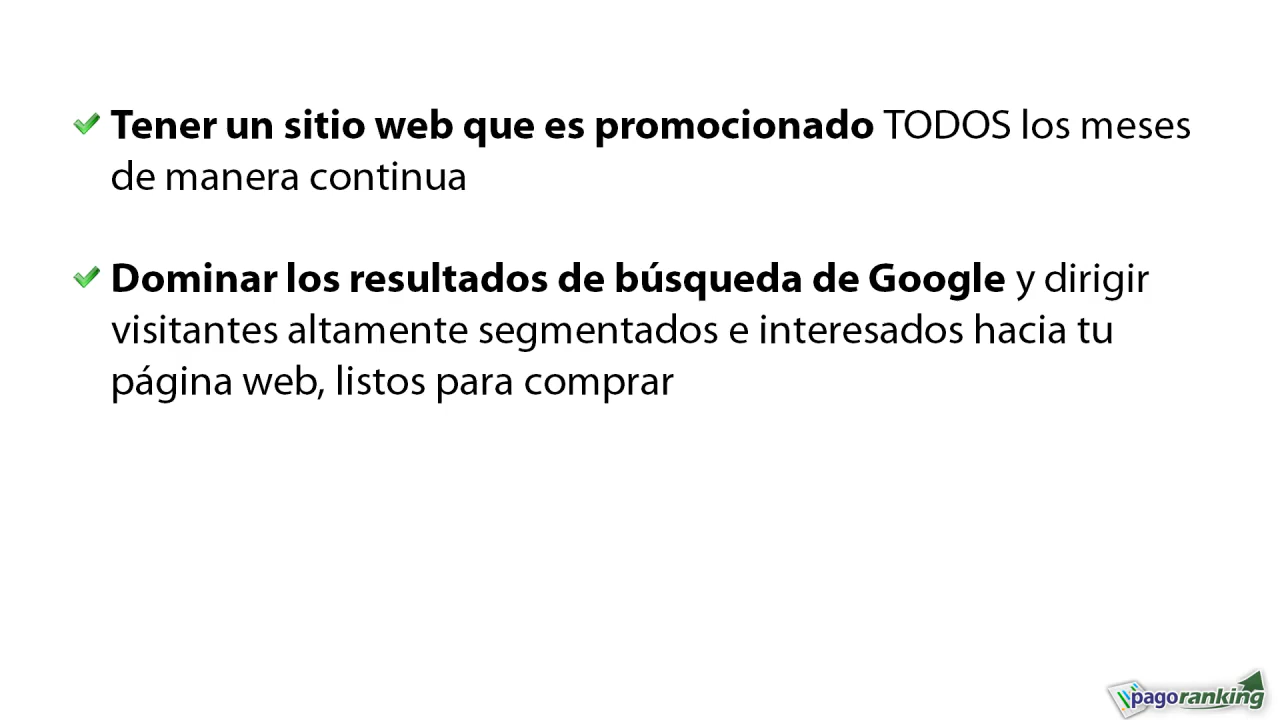 Tener un sitio web que es promocionado TODOS los meses
de manera continua
Dominar los resultados de búsqueda de Google y dirigir
visitantes altamente segmentados e interesados hacia tu
página web, listos para comprar
pagoranking